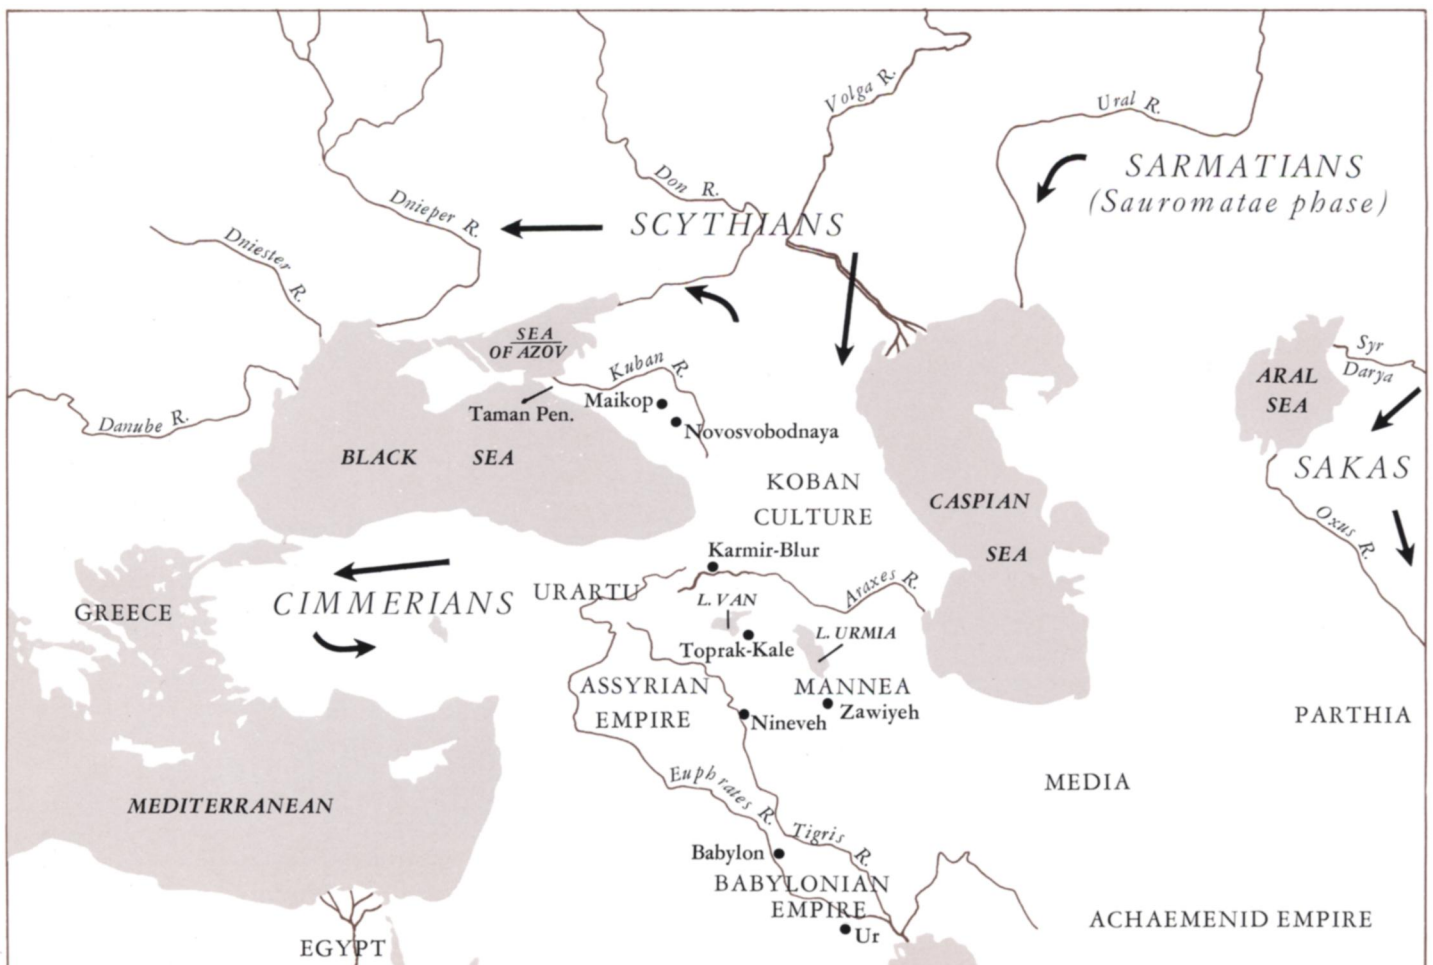 Volga R.
Ural R.
SARMATIANS
(Sauromatae phase)
Don R.
Dnieper R.
SCYTHIANS
Dniester R.
SEA
OF AZOV
Kuban R.
Syr
Darya
ARAL
SEA
Maikop
Taman Pen.
Danube R.
Novosvobodnaya
BLACK SEA
SAKAS
KOBAN
CULTURE
CASPIAN
SEA
Oxus R.
Karmir-Blur
Araxes R.
URARTU
CIMMERIANS
GREECE
L. VAN
L. URMIA
Toprak-Kale
ASSYRIAN
EMPIRE
MANNEA
Zawiyeh
Nineveh
PARTHIA
MEDIA
Euphrates R.
MEDITERRANEAN
Tigris R.
Babylon
BABYLONIAN
EMPIRE
Ur
ACHAEMENID EMPIRE
EGYPT